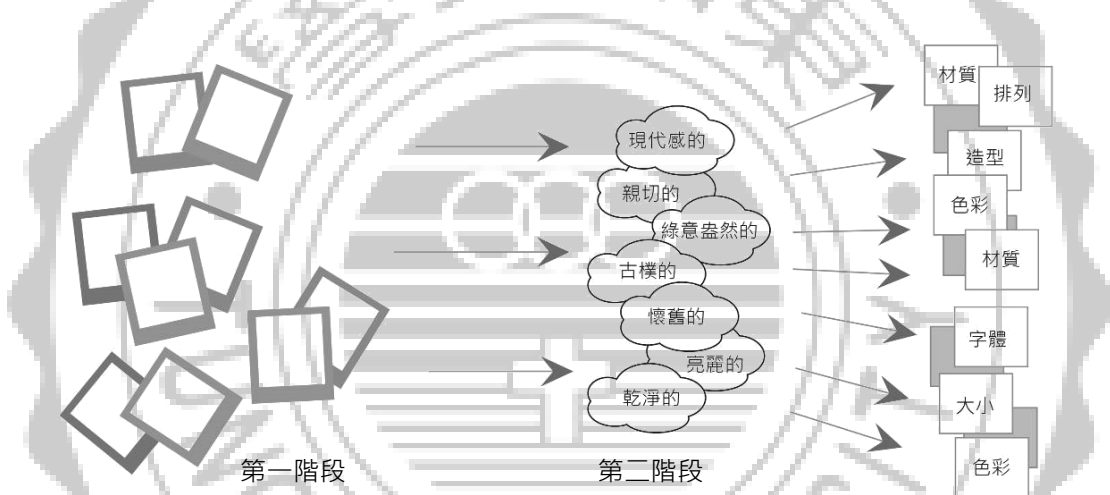 現代感的
親切的
綠意盎然的
古樸的
懷舊的
亮麗的
乾淨的
材質
排列
造型
色彩
材質
字體
大小
色彩
第一階段
第二階段